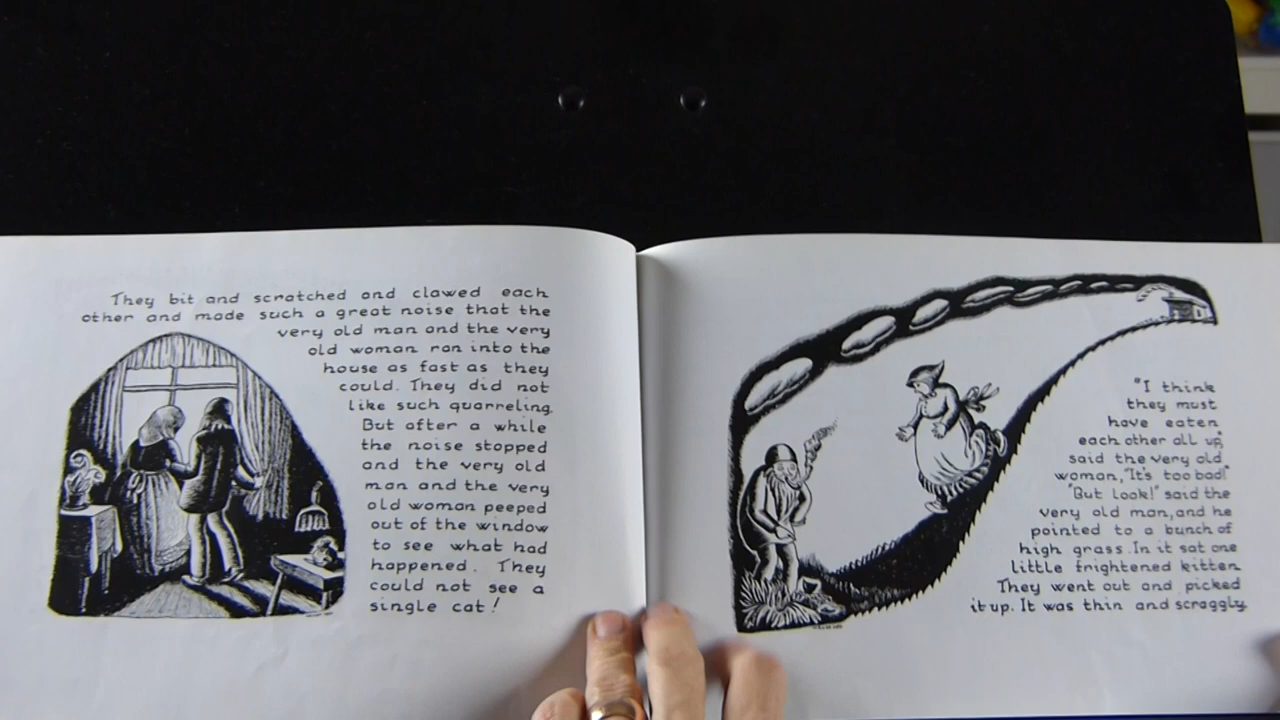 They bit and scratched and clawed each
other and made such a great noise that the
very old man and the very
old woman ran into the
house as fast as they
could. They did not
like such quarreling.
But after a while
the noise stopped
and the very old
man and the very
old woman peeped
out of the window
to see what had
happened. They
could not see a
single cat!
"I think
they must
have eaten
each other all up,"
said the very old
woman, "It's too bad!"
"But look!" said the
very old man, and he
pointed to a bunch of
high grass. In it sat one
little frightened kitten.
They went out and picked
it up. It was thin and scraggly.